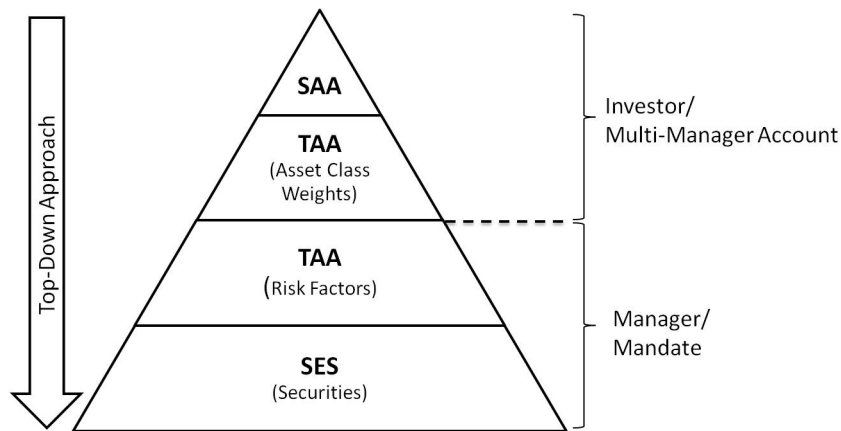 Top-Down Approach
SAA
TAA
(Asset Class
Weights)
TAA
(Risk Factors)
SES
(Securities)
Investor/
Multi-Manager Account
Manager/
Mandate